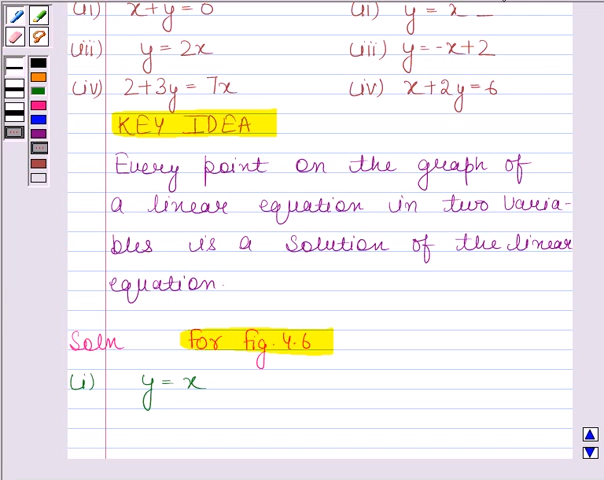 (ii) x+y=0 (ii) y=x
(iii) y=2x (iii) y=-x+2
(iv) 2+3y=7x (iv) x+2y=6
KEY IDEA
Every point on the graph of
a linear equation in two varia-
bles is a solution of the linear
equation.
Soln For fig. 4.6
(i) y=x